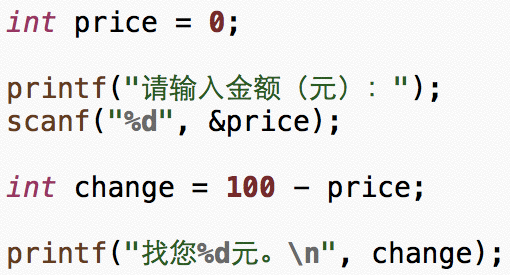 int price = 0;
printf("请输入金额（元）：");
scanf("%d", &price);
int change = 100 - price;
printf("找您%d元。\n", change);